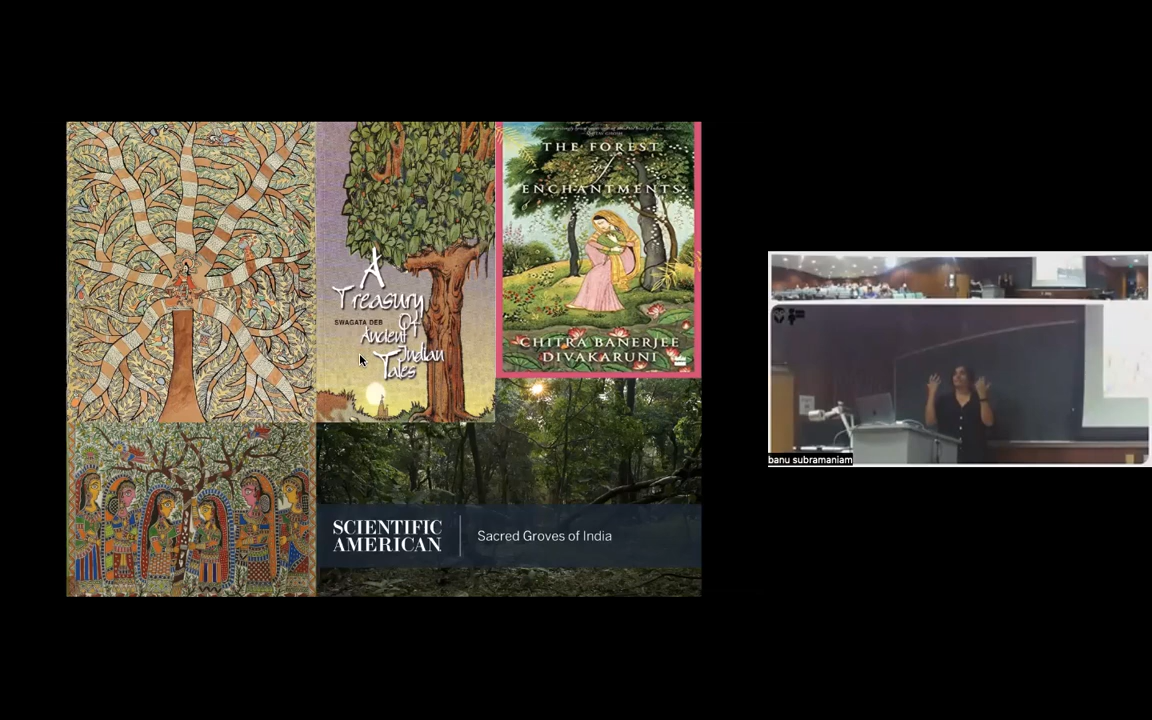 THE FOREST
of
ENCHANTMENTS
CHITRA BANERJEE
DIVAKARUNI
A
Treasury
SWAGATA DEB
Of
Ancient
Indian
Tales
SCIENTIFIC
AMERICAN
Sacred Groves of India
banu subramaniam